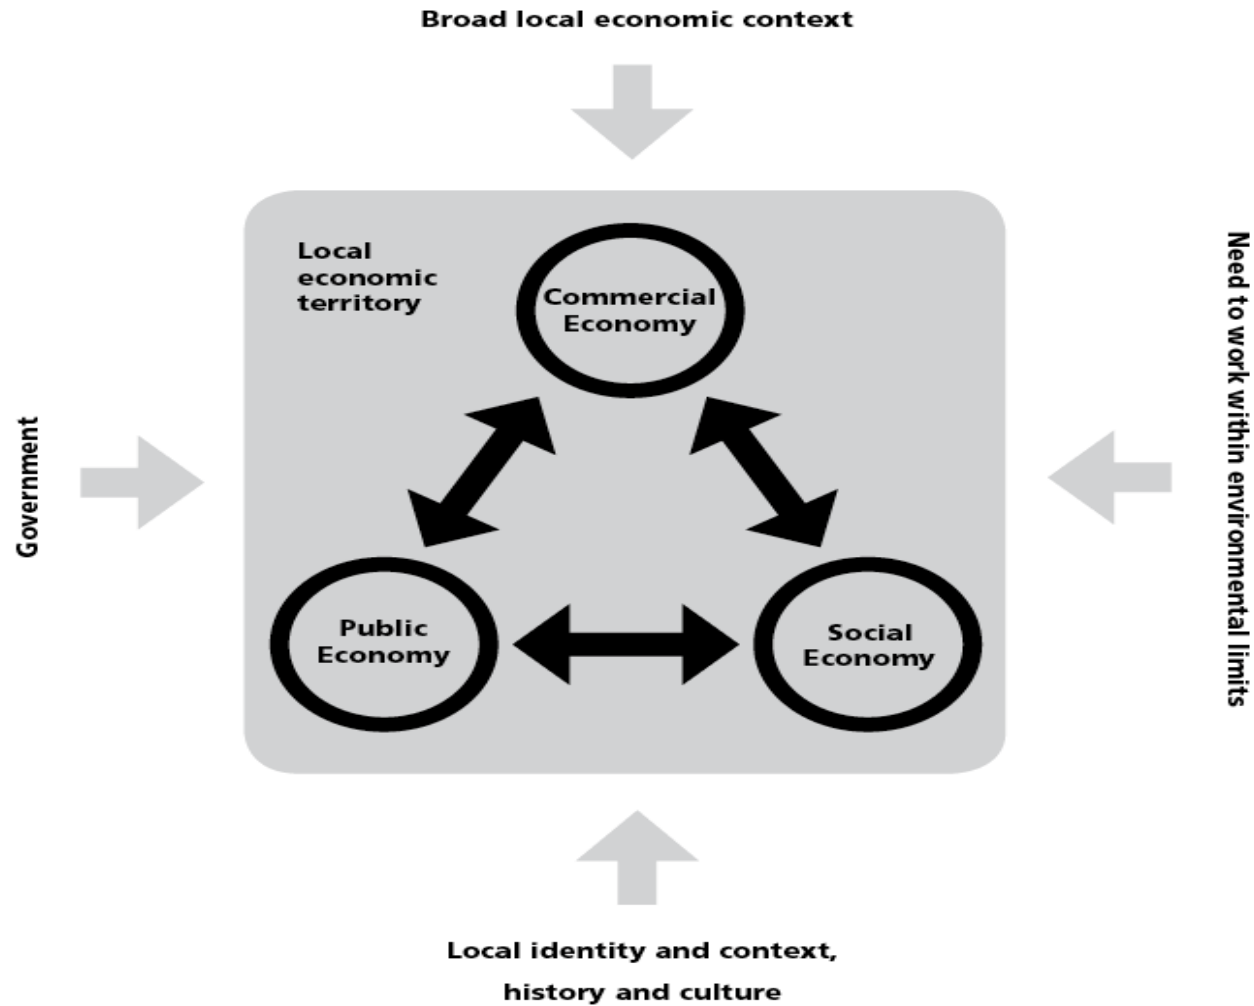 Broad local economic context
Local
economic
territory
Commercial
Economy
Government
Need to work within environmental limits
Public
Economy
Social
Economy
Local identity and context,
history and culture